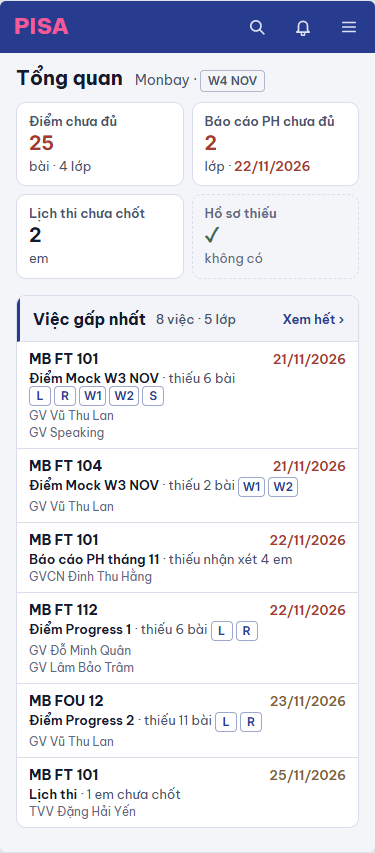 PISA
Tổng quan Monbay · W4 NOV
Điểm chưa đủ
25
bài · 4 lớp
Báo cáo PH chưa đủ
2
lớp · 22/11/2026
Lịch thi chưa chốt
2
em
Hồ sơ thiếu
✓
không có
Việc gấp nhất 8 việc · 5 lớp Xem hết ›
MB FT 101 21/11/2026
Điểm Mock W3 NOV · thiếu 6 bài
L R W1 W2 S
GV Vũ Thu Lan
GV Speaking
MB FT 104 21/11/2026
Điểm Mock W3 NOV · thiếu 2 bài W1 W2
GV Vũ Thu Lan
MB FT 101 22/11/2026
Báo cáo PH tháng 11 · thiếu nhận xét 4 em
GVCN Đinh Thu Hằng
MB FT 112 22/11/2026
Điểm Progress 1 · thiếu 6 bài L R
GV Đỗ Minh Quân
GV Lâm Bảo Trâm
MB FOU 12 23/11/2026
Điểm Progress 2 · thiếu 11 bài L R
GV Vũ Thu Lan
MB FT 101 25/11/2026
Lịch thi · 1 em chưa chốt
TVV Đặng Hải Yến